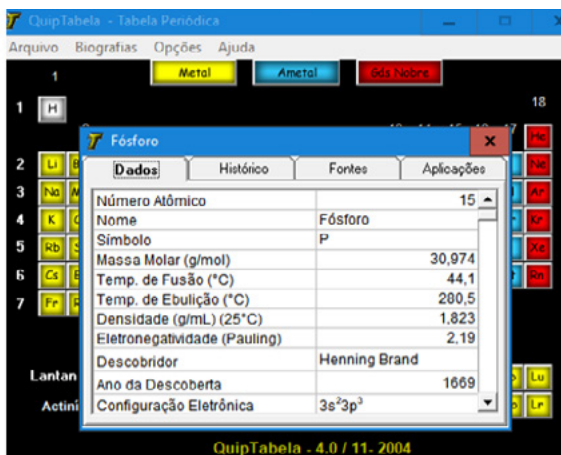 QuipTabela - Tabela Periódica
Arquivo Biografias Opções Ajuda
Metal Ametal Gás Nobre
1 18
1 H He
Fósforo
Dados Histórico Fontes Aplicações
2 Li Ne
3 Na Ar
4 K Kr
5 Rb Xe
6 Cs Rn
7 Fr
Número Atômico 15
Nome Fósforo
Símbolo P
Massa Molar (g/mol) 30,974
Temp. de Fusão (°C) 44,1
Temp. de Ebulição (°C) 280,5
Densidade (g/mL) (25°C) 1,823
Eletronegatividade (Pauling) 2,19
Descobridor Henning Brand
Ano da Descoberta 1669
Configuração Eletrônica 3s²3p³
Lantan Lu
Actiní Lr
QuipTabela - 4.0 / 11- 2004